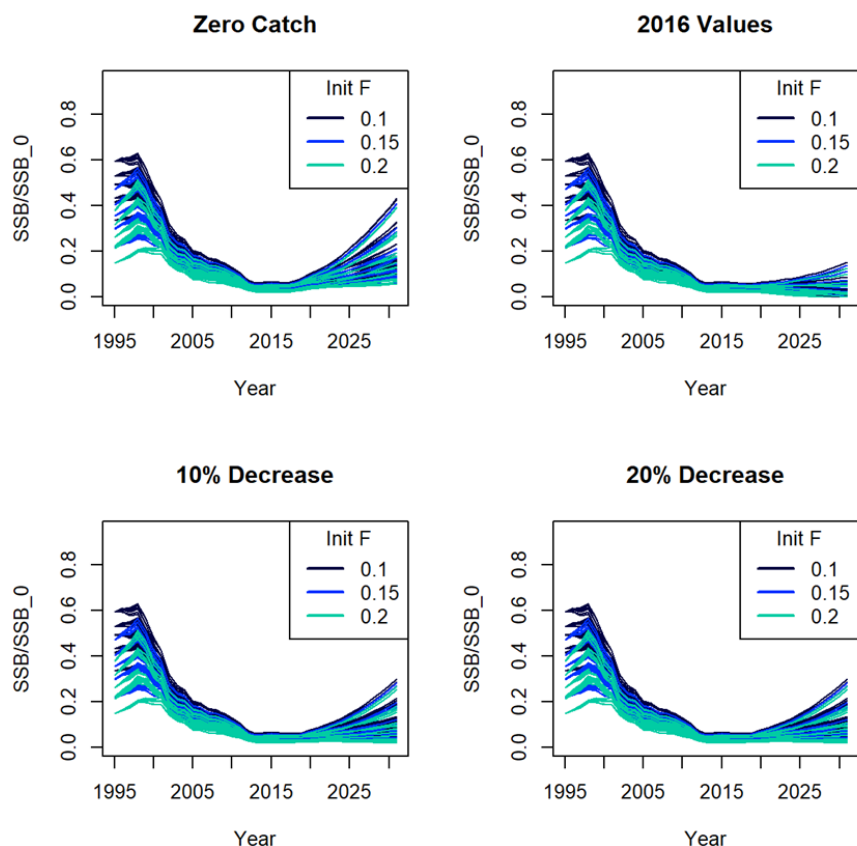 Zero Catch
SSB/SSB_0
0.0 0.2 0.4 0.6 0.8
Init F
0.1
0.15
0.2
1995 2005 2015 2025
Year
2016 Values
SSB/SSB_0
0.0 0.2 0.4 0.6 0.8
Init F
0.1
0.15
0.2
1995 2005 2015 2025
Year
10% Decrease
SSB/SSB_0
0.0 0.2 0.4 0.6 0.8
Init F
0.1
0.15
0.2
1995 2005 2015 2025
Year
20% Decrease
SSB/SSB_0
0.0 0.2 0.4 0.6 0.8
Init F
0.1
0.15
0.2
1995 2005 2015 2025
Year